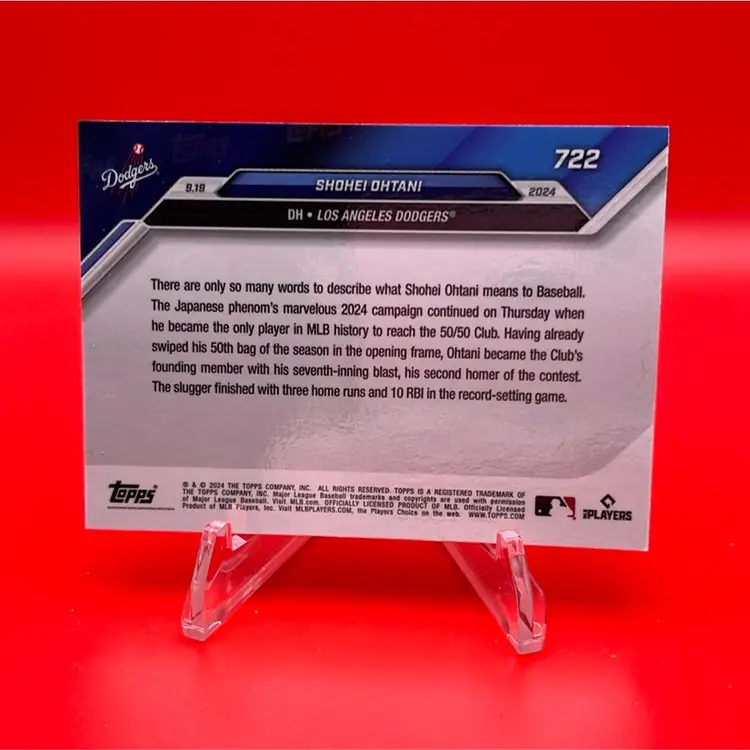 Dodgers
722
9.19
SHOHEI OHTANI
2024
DH • LOS ANGELES DODGERS®
There are only so many words to describe what Shohei Ohtani means to Baseball.
The Japanese phenom's marvelous 2024 campaign continued on Thursday when
he became the only player in MLB history to reach the 50/50 Club. Having already
swiped his 50th bag of the season in the opening frame, Ohtani became the Club's
founding member with his seventh-inning blast, his second homer of the contest.
The slugger finished with three home runs and 10 RBI in the record-setting game.
topps
® & © 2024 THE TOPPS COMPANY, INC. ALL RIGHTS RESERVED. TOPPS IS A REGISTERED TRADEMARK OF
THE TOPPS COMPANY, INC. Major League Baseball trademarks and copyrights are used with permission
of Major League Baseball. Visit MLB.com. OFFICIALLY LICENSED PRODUCT OF MLB. Officially Licensed
Product of MLB Players, Inc. Visit MLBPLAYERS.COM, the Players Choice on the web. WWW.TOPPS.COM
PLAYERS